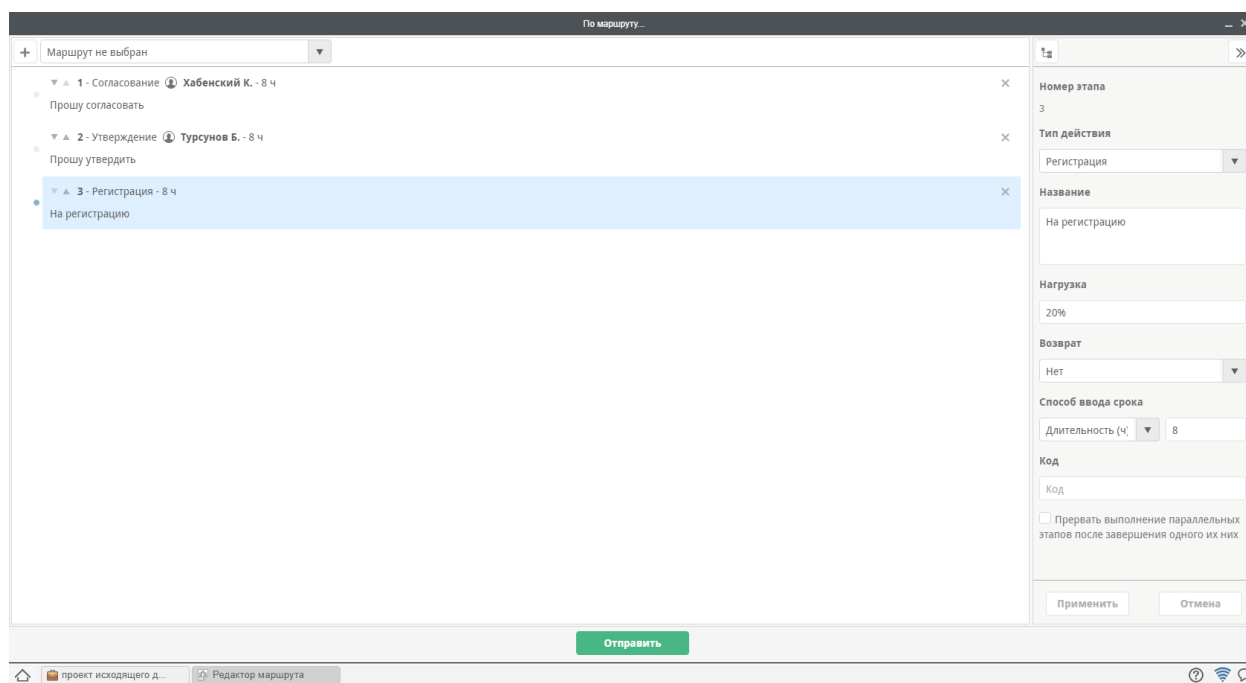 По маршруту...
Маршрут не выбран
1 - Согласование Хабенский К. - 8 ч
Прошу согласовать
2 - Утверждение Турсунов Б. - 8 ч
Прошу утвердить
3 - Регистрация - 8 ч
На регистрацию
Номер этапа
3
Тип действия
Регистрация
Название
На регистрацию
Нагрузка
20%
Возврат
Нет
Способ ввода срока
Длительность (ч) 8
Код
Код
Прервать выполнение параллельных
этапов после завершения одного их них
Применить Отмена
Отправить
проект исходящего д... Редактор маршрута